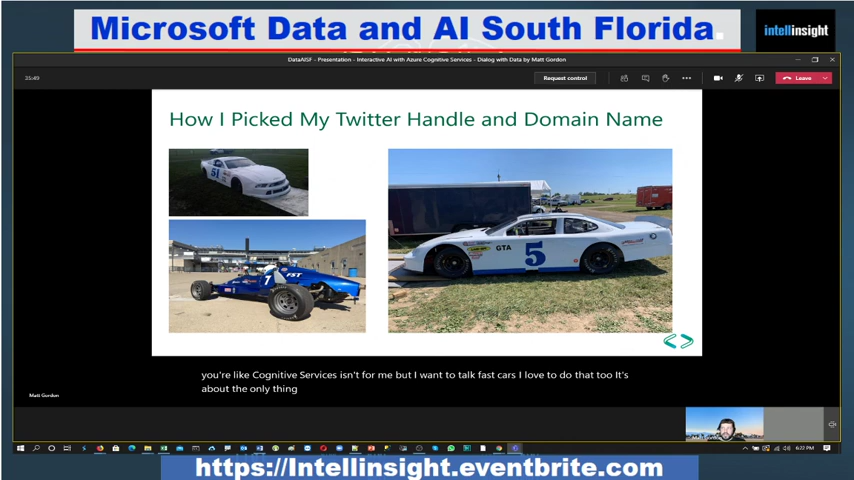 Microsoft Data and AI South Florida.
intellinsight
DataAISF - Presentation - Interactive AI with Azure Cognitive Services - Dialog with Data by Matt Gordon
35:49
Request control
Leave
How I Picked My Twitter Handle and Domain Name
51
7
FST
GTA
5
you're like Cognitive Services isn't for me but I want to talk fast cars I love to do that too It's
about the only thing
Matt Gordon
6:22 PM
https://Intellinsight.eventbrite.com